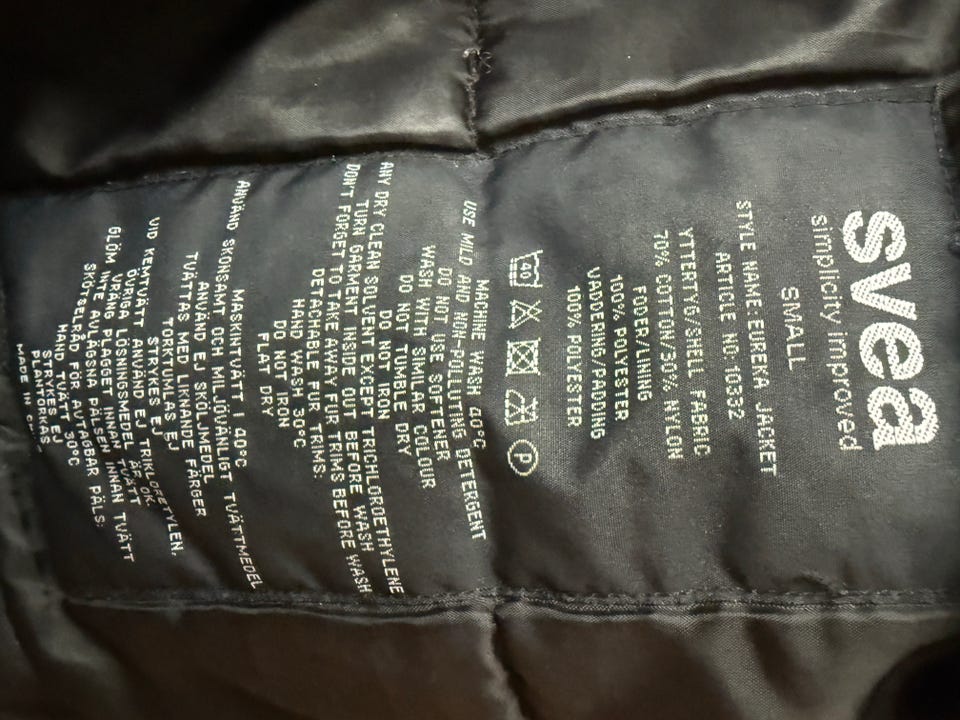 svea
simplicity improved
SMALL
STYLE NAME: EUREKA JACKET
ARTICLE NO.:10332
YTTERTYG/SHELL FABRIC
70% COTTON/30% NYLON
FODER/LINING
100% POLYESTER
VADDERING/PADDING
100% POLYESTER
40
P
MACHINE WASH 40°C
USE MILD AND NON-POLLUTING DETERGENT
DO NOT USE SOFTENER
WASH WITH SIMILAR COLOUR
DO NOT TUMBLE DRY
DO NOT IRON
ANY DRY CLEAN SOLVENT EXCEPT TRICHLOROETHYLENE
TURN GARMENT INSIDE OUT BEFORE WASH
DON'T FORGET TO TAKE AWAY FUR TRIMS BEFORE WASH
DETACHABLE FUR TRIMS:
HAND WASH 30°C
DO NOT IRON
FLAT DRY
MASKINTVÄTT I 40°C
ANVÄND SKONSAMT OCH MILJÖVÄNLIGT TVÄTTMEDEL
ANVÄND EJ SKÖLJMEDEL
TVÄTTAS MED LIKNANDE FÄRGER
TORKTUMLAS EJ
STRYKES EJ
VID KEMTVÄTT ANVÄND EJ TRIKLORETYLEN,
ÖVRIGA LÖSNINGSMEDEL ÄR OK.
VRÄNG PLAGGET INNAN TVÄTT
GLÖM INTE AVLÄGSNA PÄLSEN INNAN TVÄTT
SKÖTSELRÅD FÖR AVTAGBAR PÄLS:
HAND TVÄTT 30°C
STRYKES EJ
PLANTORKAS
MADE IN